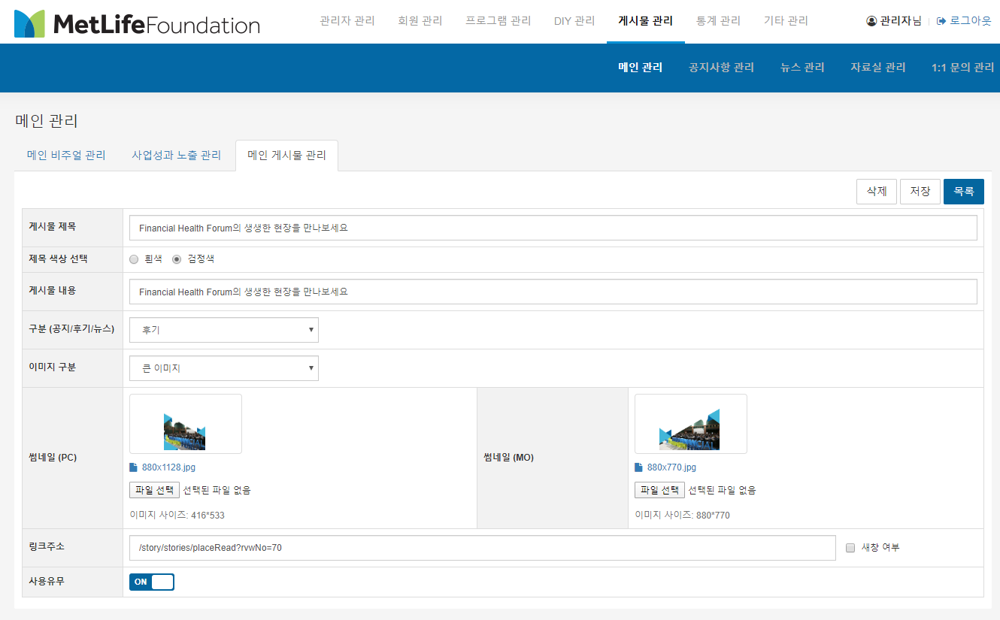 MetLifeFoundation
관리자 관리 회원 관리 프로그램 관리 DIY 관리 게시물 관리 통계 관리 기타 관리
관리자님 로그아웃
메인 관리 공지사항 관리 뉴스 관리 자료실 관리 1:1 문의 관리
메인 관리
메인 비주얼 관리 사업성과 노출 관리 메인 게시물 관리
삭제 저장 목록
게시물 제목 Financial Health Forum의 생생한 현장을 만나보세요
제목 색상 선택 흰색 검정색
게시물 내용 Financial Health Forum의 생생한 현장을 만나보세요
구분 (공지/후기/뉴스) 후기
이미지 구분 큰 이미지
썸네일 (PC)
880x1128.jpg
파일 선택 선택된 파일 없음
이미지 사이즈: 416*533
썸네일 (MO)
880x770.jpg
파일 선택 선택된 파일 없음
이미지 사이즈: 880*770
링크주소 /story/stories/placeRead?rvwNo=70 새창 여부
사용유무 ON